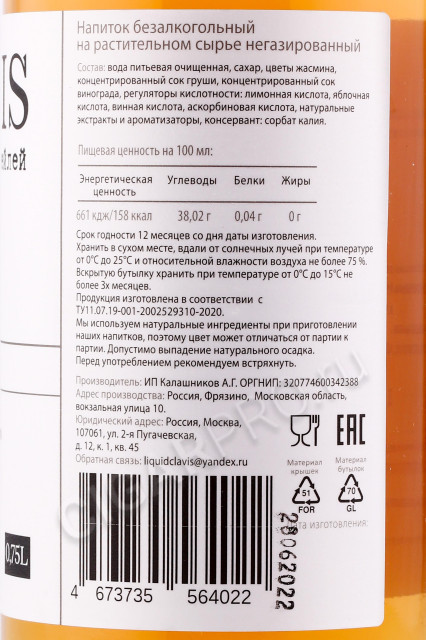 Напиток безалкогольный
на растительном сырье негазированный
Состав: вода питьевая очищенная, сахар, цветы жасмина,
концентрированный сок груши, концентрированный сок
винограда, регуляторы кислотности: лимонная кислота, яблочная
кислота, винная кислота, аскорбиновая кислота, натуральные
экстракты и ароматизаторы, консервант: сорбат калия.
Пищевая ценность на 100 мл:
Энергетическая ценность Углеводы Белки Жиры
661 кдж/158 ккал 38,02 г 0,04 г 0 г
Срок годности 12 месяцев со дня даты изготовления.
Хранить в сухом месте, вдали от солнечных лучей при температуре
от 0°С до 25°С и относительной влажности воздуха не более 75 %.
Вскрытую бутылку хранить при температуре от 0°С до 15°С не
более 3х месяцев.
Продукция изготовлена в соответствии с
ТУ11.07.19-001-2002529310-2020.
Мы используем натуральные ингредиенты при приготовлении
наших напитков, поэтому цвет может отличаться от партии к
партии. Допустимо выпадение натурального осадка.
Перед употреблением рекомендуем встряхнуть.
Производитель: ИП Калашников А.Г. ОРГНИП: 320774600342388
Адрес производства: Россия, Фрязино, Московская область,
вокзальная улица 10.
Юридический адрес: Россия, Москва,
107061, ул. 2-я Пугачевская,
д. 12, к. 1, кв. 45
Обратная связь: liquidclavis@yandex.ru
EAC
Материал крышек
51
FOR
Материал бутылок
70
GL
Дата изготовления:
28062022
4 673735 564022
IS
0,75L